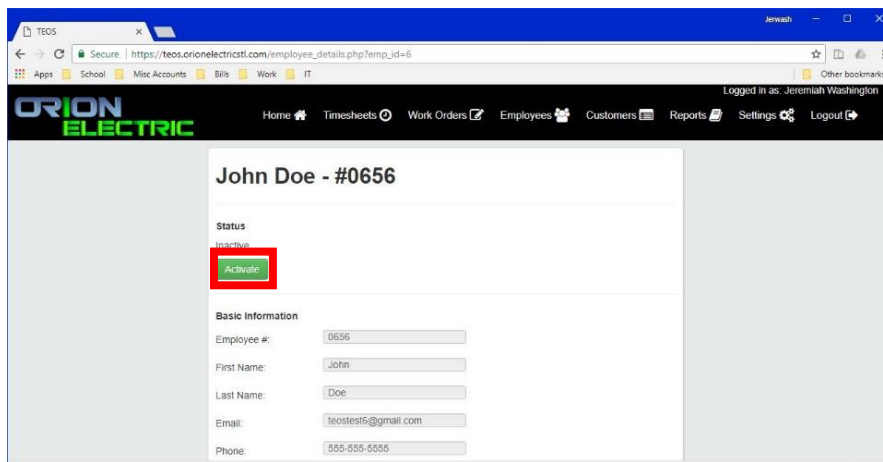 TEOS
Jerwash
Secure https://teos.orionelectricstl.com/employee_details.php?emp_id=6
Apps School Misc Accounts Bills Work IT Other bookmarks
Logged in as: Jeremiah Washington
ORION
ELECTRIC
Home Timesheets Work Orders Employees Customers Reports Settings Logout
John Doe - #0656
Status
Inactive
Activate
Basic Information
Employee #: 0656
First Name: John
Last Name: Doe
Email: teostest6@gmail.com
Phone: 555-555-5555